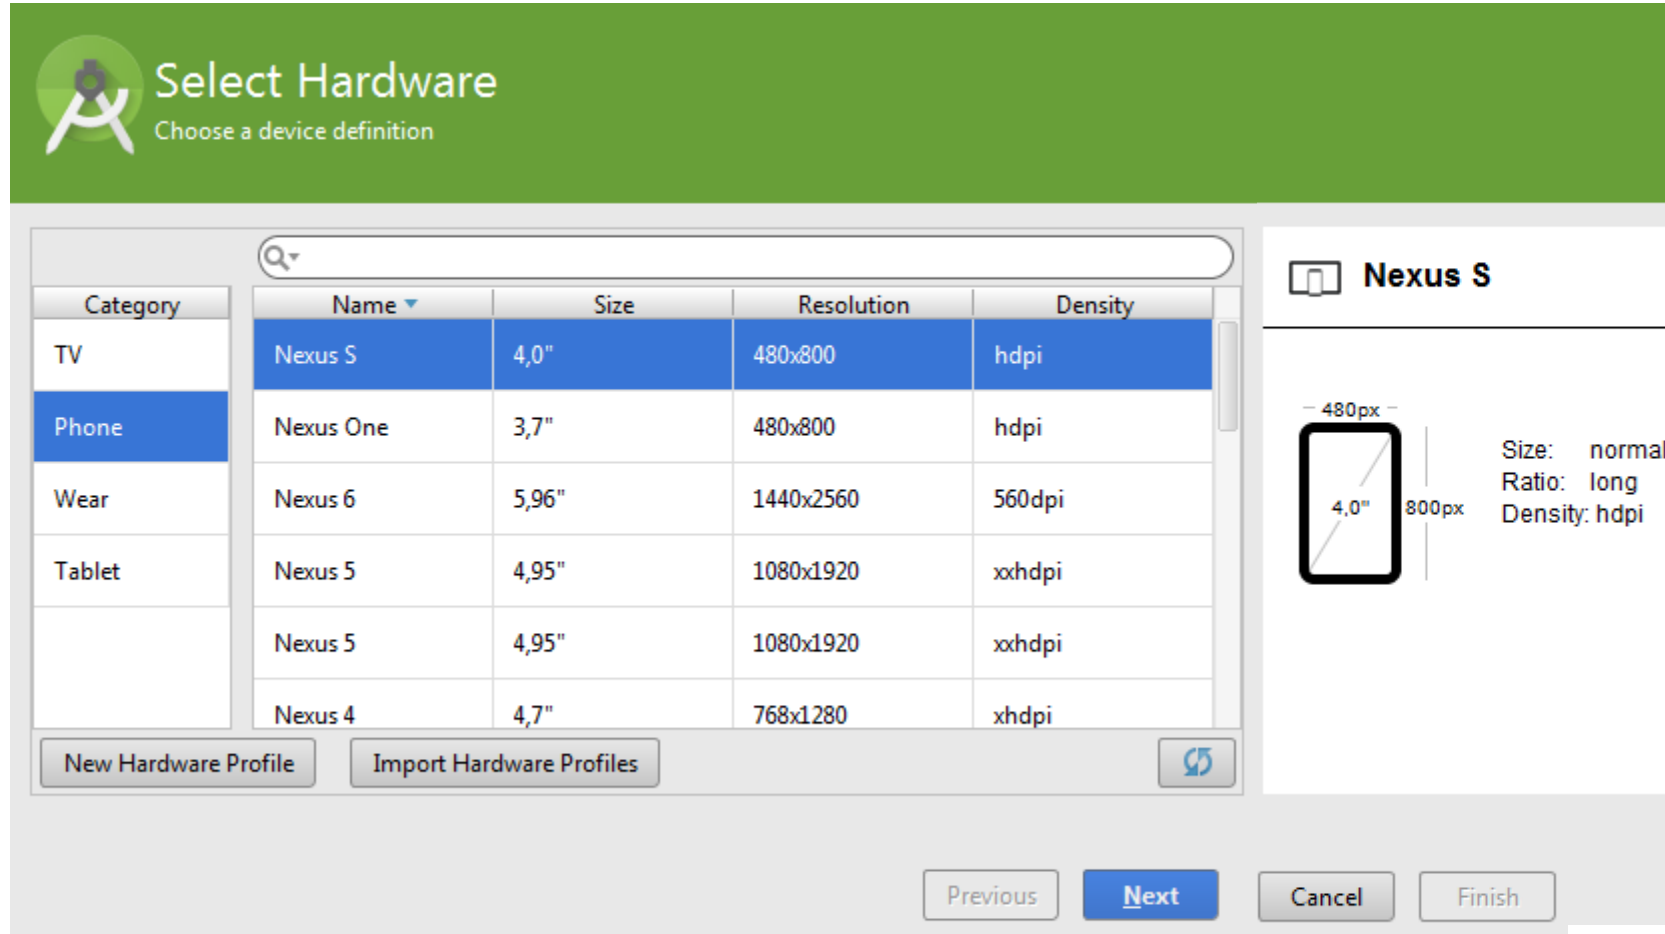 Select Hardware
Choose a device definition
Category
TV
Phone
Wear
Tablet
Name Size Resolution Density
Nexus S 4,0" 480x800 hdpi
Nexus One 3,7" 480x800 hdpi
Nexus 6 5,96" 1440x2560 560dpi
Nexus 5 4,95" 1080x1920 xxhdpi
Nexus 5 4,95" 1080x1920 xxhdpi
Nexus 4 4,7" 768x1280 xhdpi
New Hardware Profile Import Hardware Profiles
Nexus S
480px
4,0" 800px
Size: normal
Ratio: long
Density: hdpi
Previous Next Cancel Finish